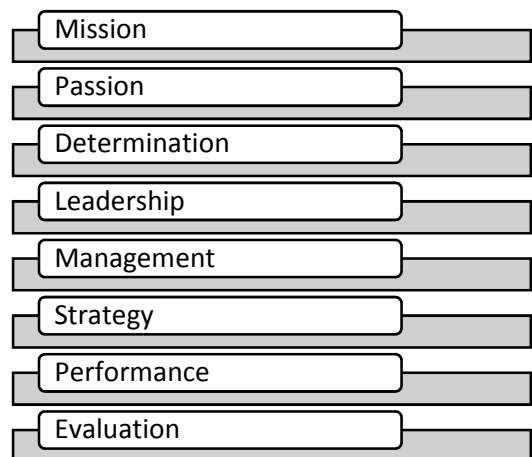 Mission
Passion
Determination
Leadership
Management
Strategy
Performance
Evaluation